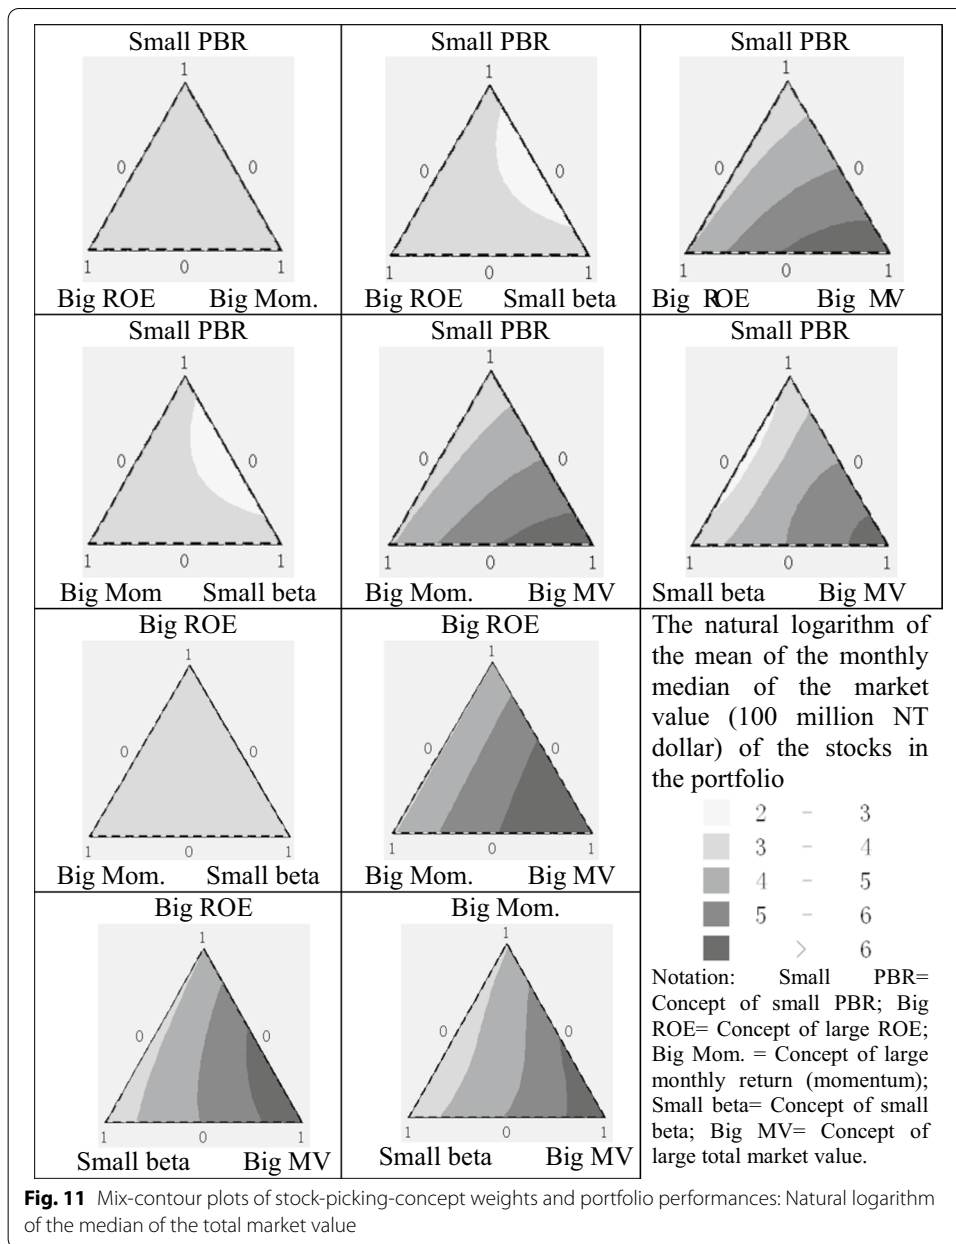 Small PBR
1
0 0
1 0 1
Big ROE Big Mom.
Small PBR
1
0 0
1 0 1
Big ROE Small beta
Small PBR
1
0 0
1 0 1
Big ROE Big MV
Small PBR
1
0 0
1 0 1
Big Mom Small beta
Small PBR
1
0 0
1 0 1
Big Mom. Big MV
Small PBR
1
0 0
1 0 1
Small beta Big MV
Big ROE
1
0 0
1 0 1
Big Mom. Small beta
Big ROE
1
0 0
1 0 1
Big Mom. Big MV
The natural logarithm of
the mean of the monthly
median of the market
value (100 million NT
dollar) of the stocks in
the portfolio
2 - 3
3 - 4
4 - 5
5 - 6
> 6
Notation: Small PBR=
Concept of small PBR; Big
ROE= Concept of large ROE;
Big Mom. = Concept of large
monthly return (momentum);
Small beta= Concept of small
beta; Big MV= Concept of
large total market value.
Big ROE
1
0 0
1 0 1
Small beta Big MV
Big Mom.
1
0 0
1 0 1
Small beta Big MV
Fig. 11 Mix-contour plots of stock-picking-concept weights and portfolio performances: Natural logarithm
of the median of the total market value